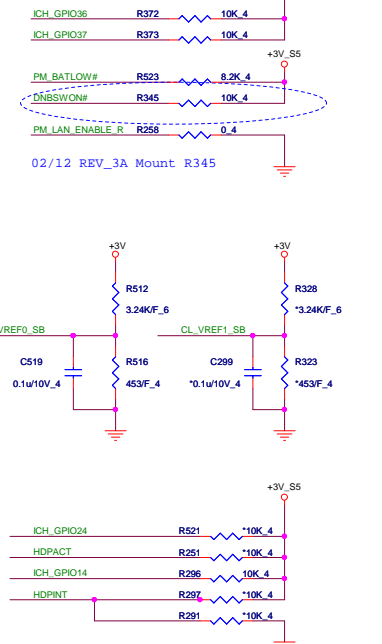 ICH_GPIO36 R372 10K_4
ICH_GPIO37 R373 10K_4
+3V_S5
PM_BATLOW# R523 8.2K_4
DNBSWON# R345 10K_4
PM_LAN_ENABLE_R R258 0_4
02/12 REV_3A Mount R345
+3V +3V
R512 R328
3.24K/F_6 *3.24K/F_6
VREF0_SB CL_VREF1_SB
C519 R516 C299 R323
0.1u/10V_4 453/F_4 *0.1u/10V_4 *453/F_4
+3V_S5
ICH_GPIO24 R521 *10K_4
HDPACT R251 *10K_4
ICH_GPIO14 R296 10K_4
HDPINT R297 *10K_4
R291 *10K_4